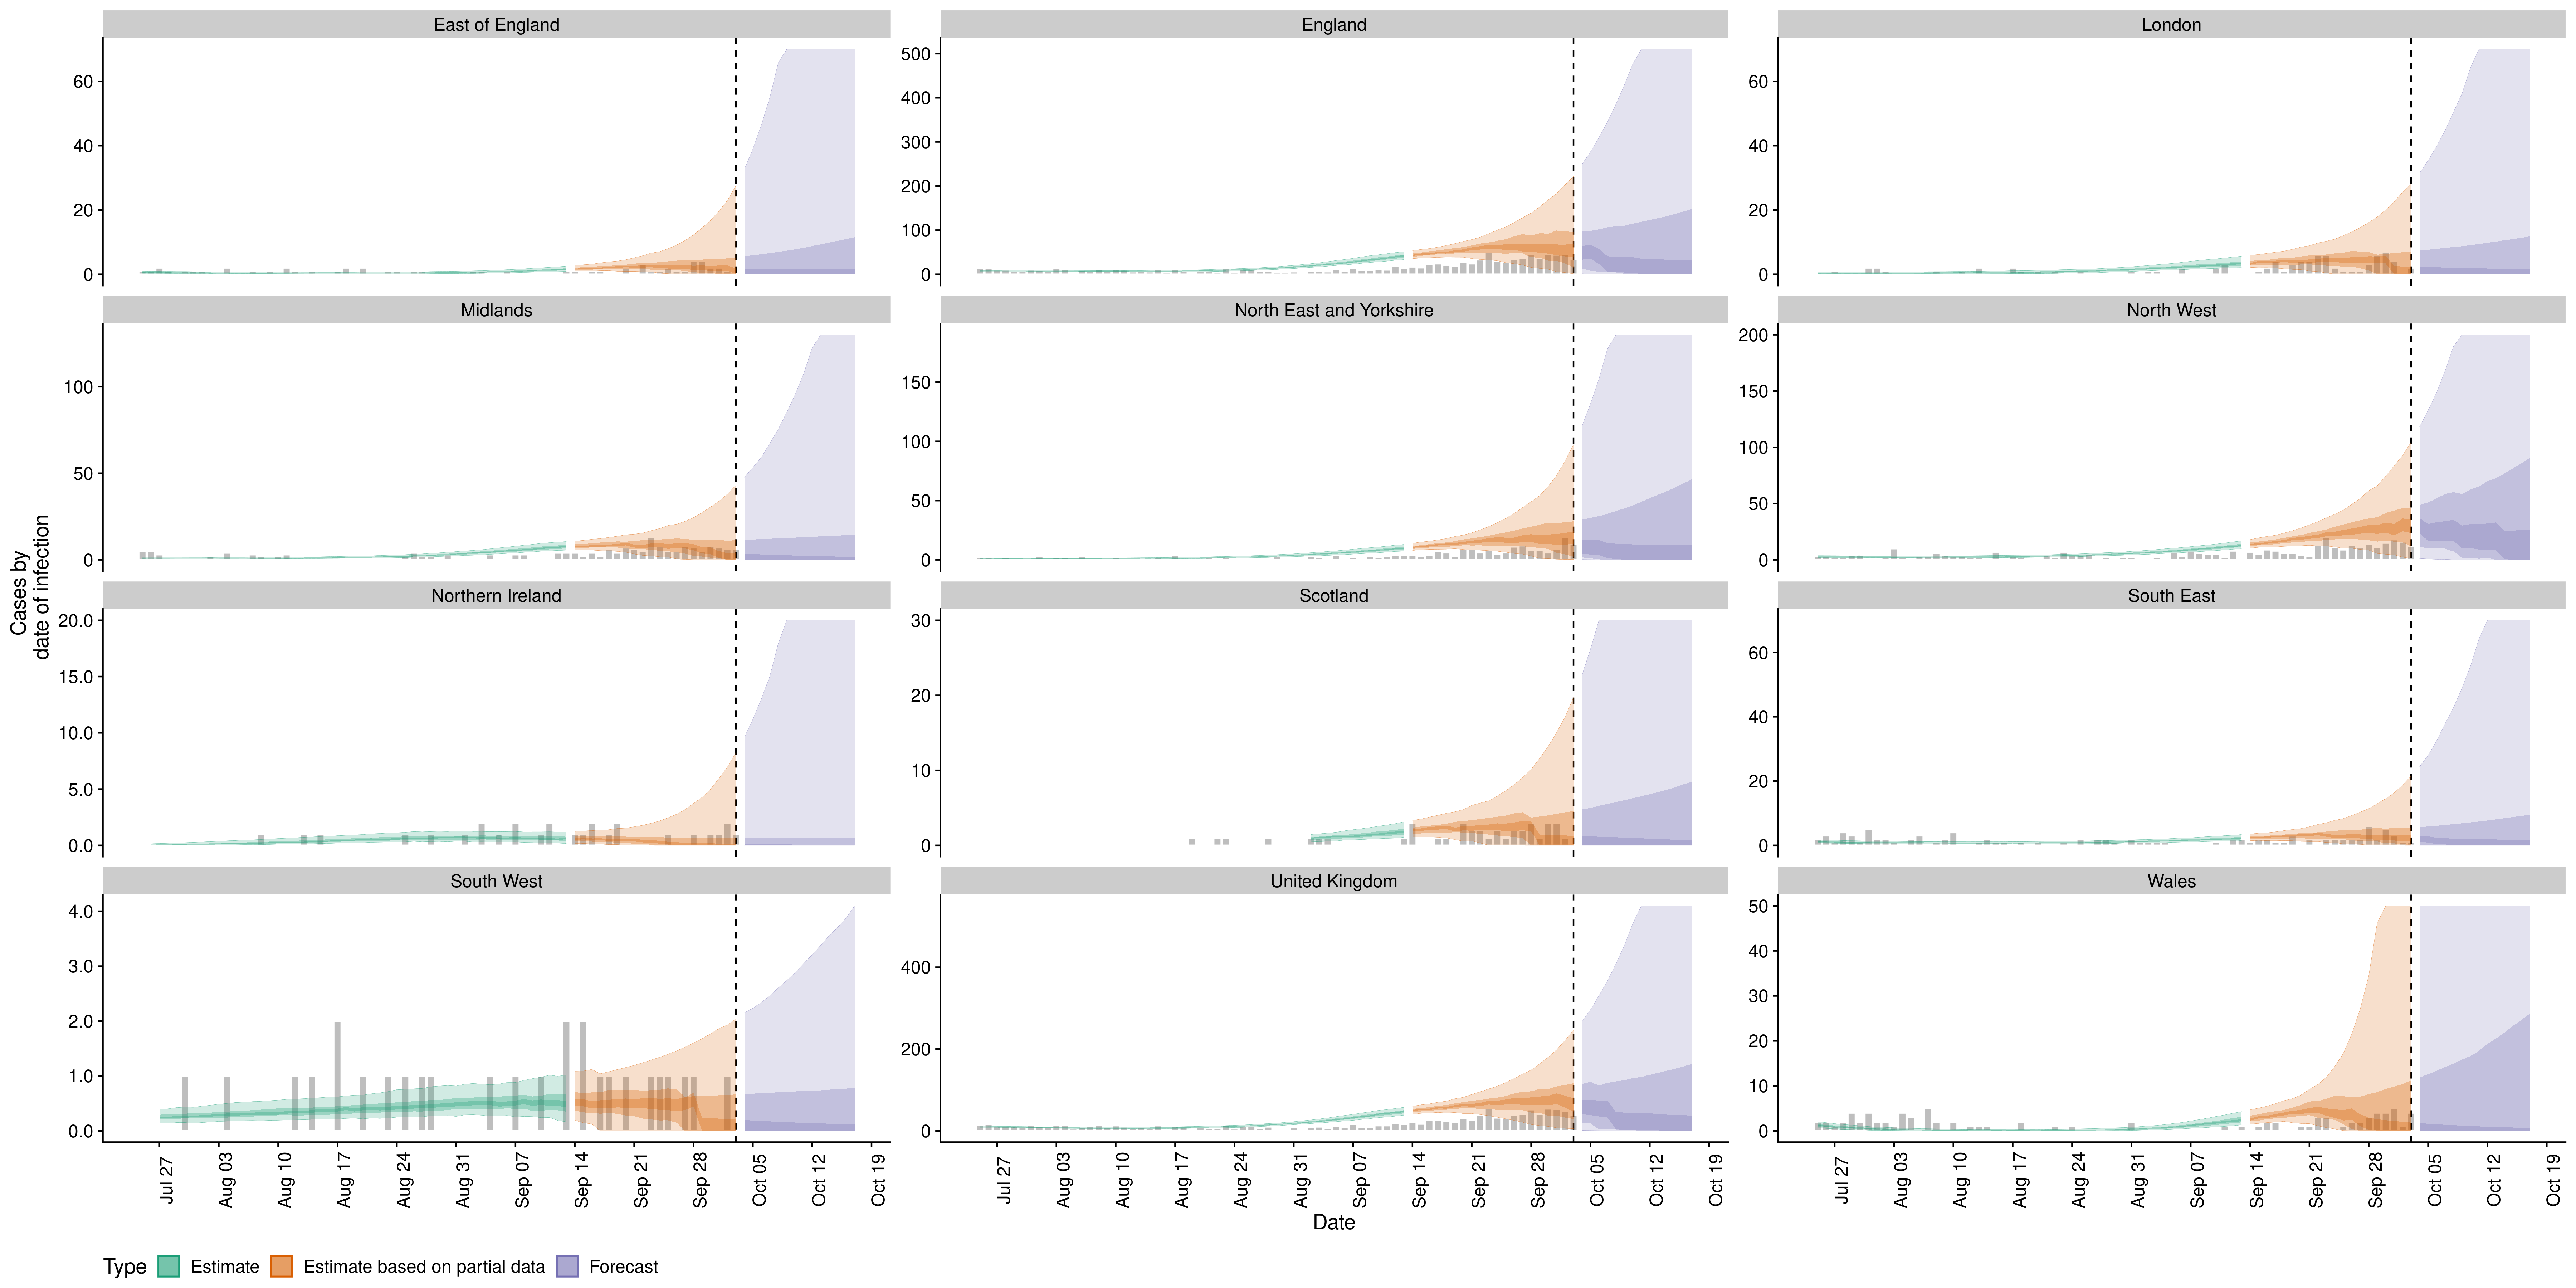 East of England
England
London
60
40
20
0
500
400
300
200
100
0
60
40
20
0
Midlands
North East and Yorkshire
North West
100
50
0
150
100
50
0
200
150
100
50
0
Cases by
date of infection
Northern Ireland
Scotland
South East
20.0
15.0
10.0
5.0
0.0
30
20
10
0
60
40
20
0
South West
United Kingdom
Wales
4.0
3.0
2.0
1.0
0.0
400
200
0
50
40
30
20
10
0
Jul 27
Aug 03
Aug 10
Aug 17
Aug 24
Aug 31
Sep 07
Sep 14
Sep 21
Sep 28
Oct 05
Oct 12
Oct 19
Jul 27
Aug 03
Aug 10
Aug 17
Aug 24
Aug 31
Sep 07
Sep 14
Sep 21
Sep 28
Oct 05
Oct 12
Oct 19
Jul 27
Aug 03
Aug 10
Aug 17
Aug 24
Aug 31
Sep 07
Sep 14
Sep 21
Sep 28
Oct 05
Oct 12
Oct 19
Date
Type Estimate Estimate based on partial data Forecast